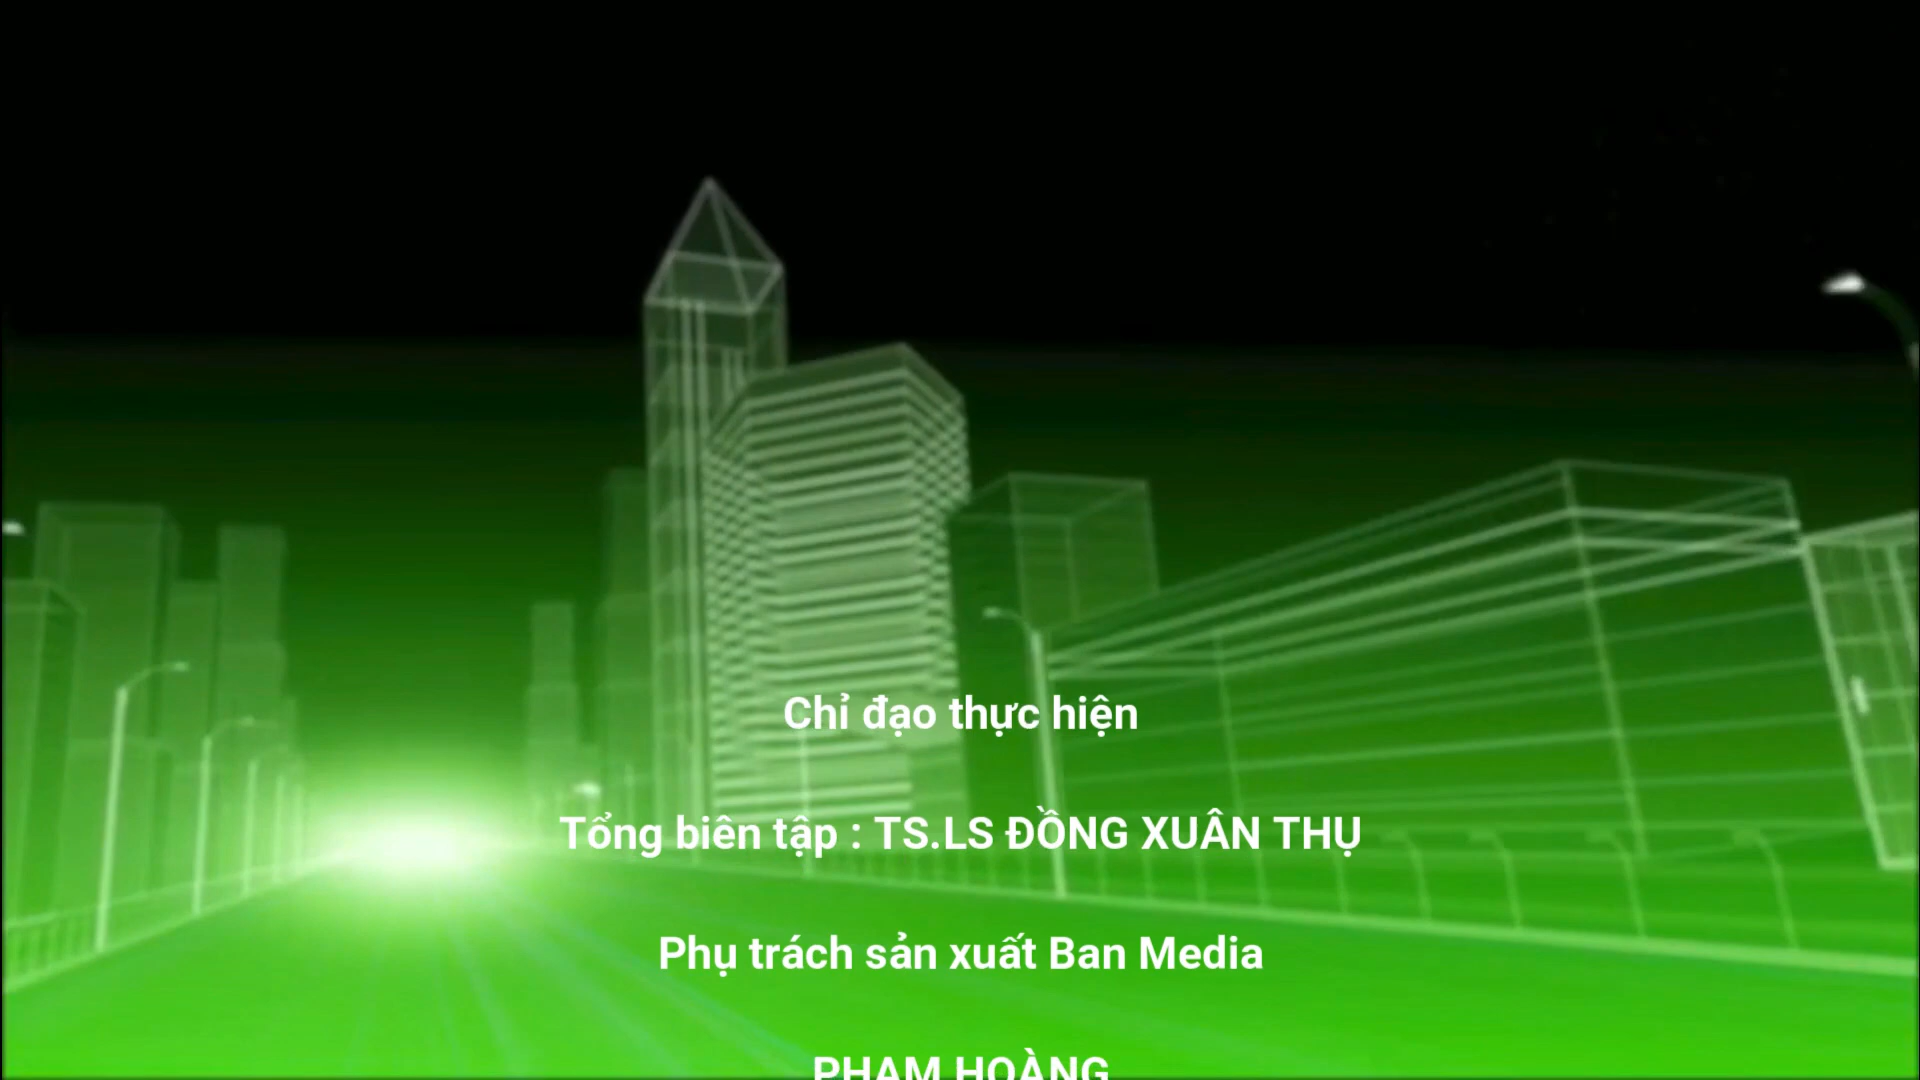 Chỉ đạo thực hiện
Tổng biên tập : TS.LS ĐỒNG XUÂN THỤ
Phụ trách sản xuất Ban Media
PHẠM HOÀNG